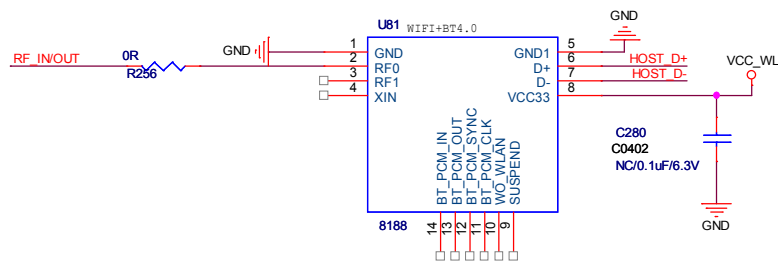 U81 WIFI+BT4.0
GND
RF_IN/OUT
0R
R256
GND
1
2
3
4
GND
RF0
RF1
XIN
GND1
D+
D-
VCC33
5
6
7
8
HOST_D+
HOST_D-
VCC_WL
C280
C0402
NC/0.1uF/6.3V
GND
BT_PCM_IN
BT_PCM_OUT
BT_PCM_SYNC
BT_PCM_CLK
WO_WLAN
SUSPEND
8188
14
13
12
11
10
9